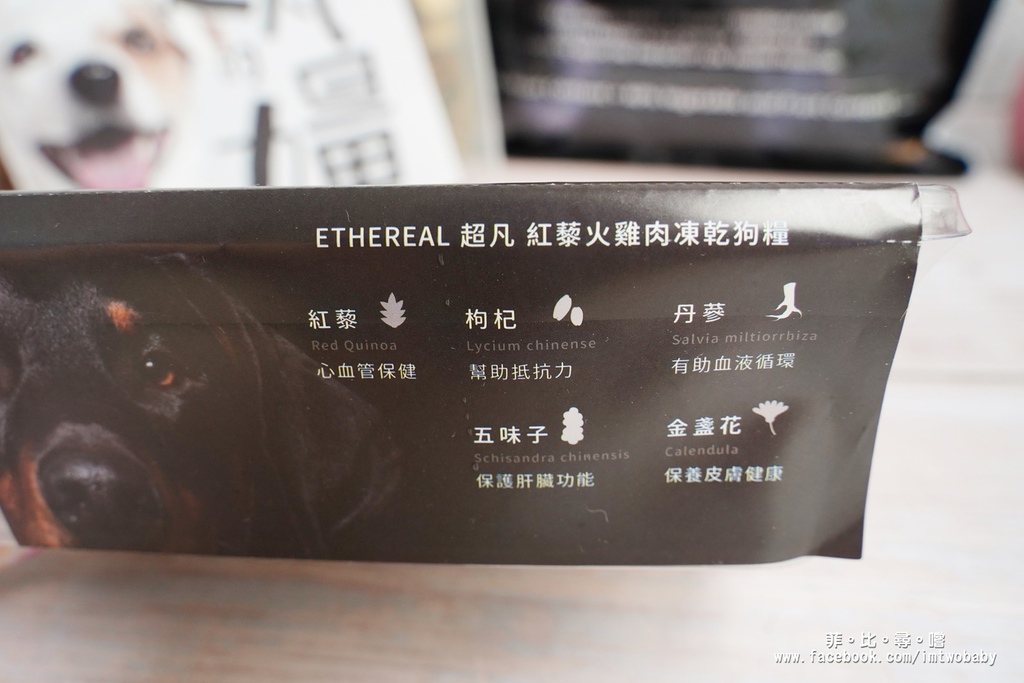 ETHEREAL 超凡 紅藜火雞肉凍乾狗糧
紅藜
Red Quinoa
心血管保健
枸杞
Lycium chinense
幫助抵抗力
丹蔘
Salvia miltiorrhiza
有助血液循環
五味子
Schisandra chinensis
保護肝臟功能
金盞花
Calendula
保養皮膚健康
菲。比。尋。嚐
www.facebook.com/imtwobaby